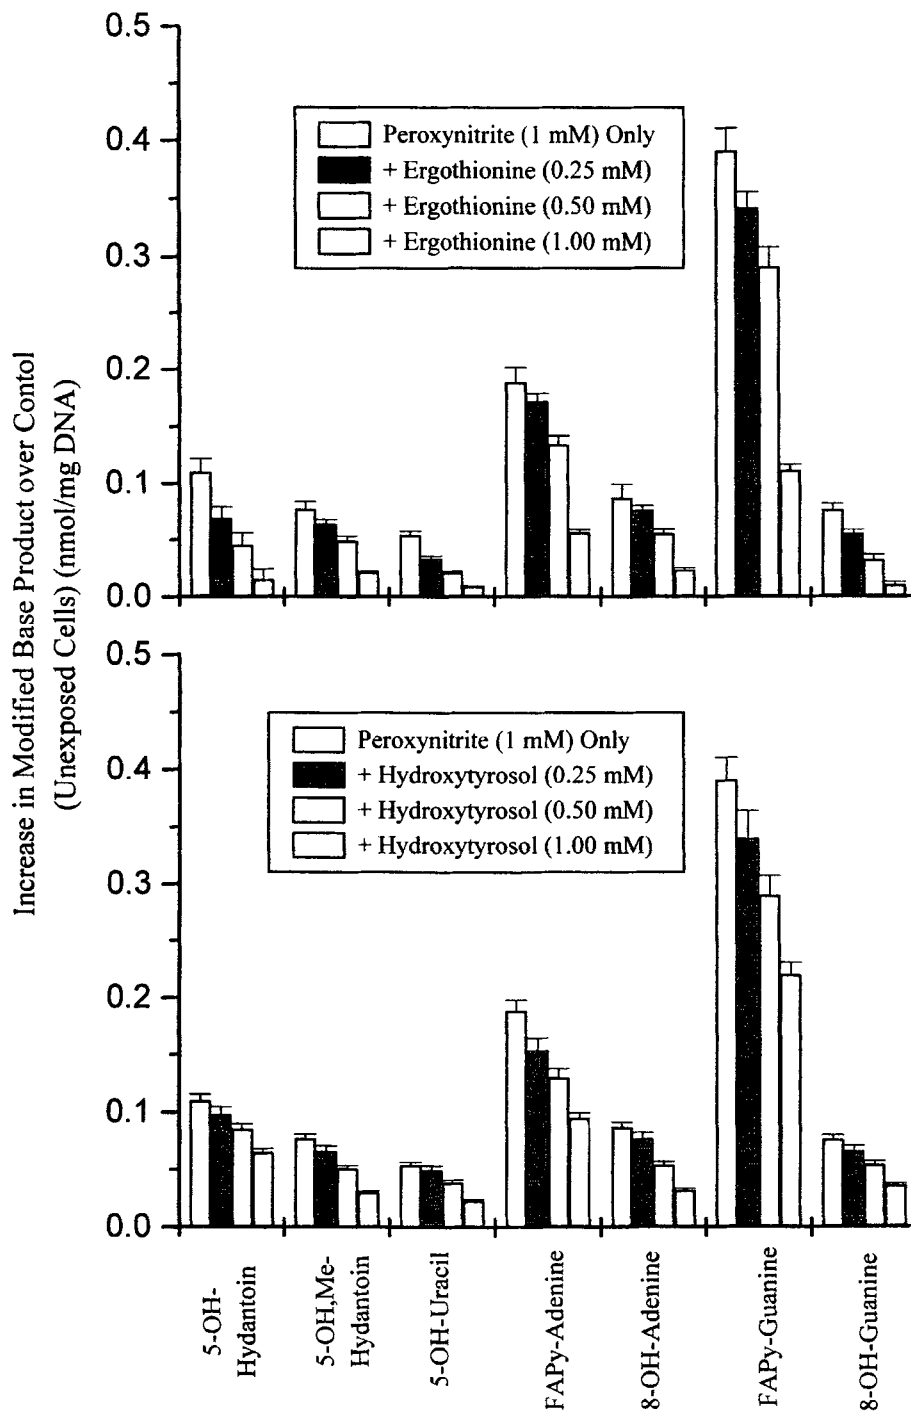 Increase in Modified Base Product over Contol
(Unexposed Cells) (nmol/mg DNA)
0.5
0.4
0.3
0.2
0.1
0.0
Peroxynitrite (1 mM) Only
+ Ergothionine (0.25 mM)
+ Ergothionine (0.50 mM)
+ Ergothionine (1.00 mM)
0.5
0.4
0.3
0.2
0.1
0.0
Peroxynitrite (1 mM) Only
+ Hydroxytyrosol (0.25 mM)
+ Hydroxytyrosol (0.50 mM)
+ Hydroxytyrosol (1.00 mM)
5-OH-
Hydantoin
5-OH,Me-
Hydantoin
5-OH-Uracil
FAPy-Adenine
8-OH-Adenine
FAPy-Guanine
8-OH-Guanine